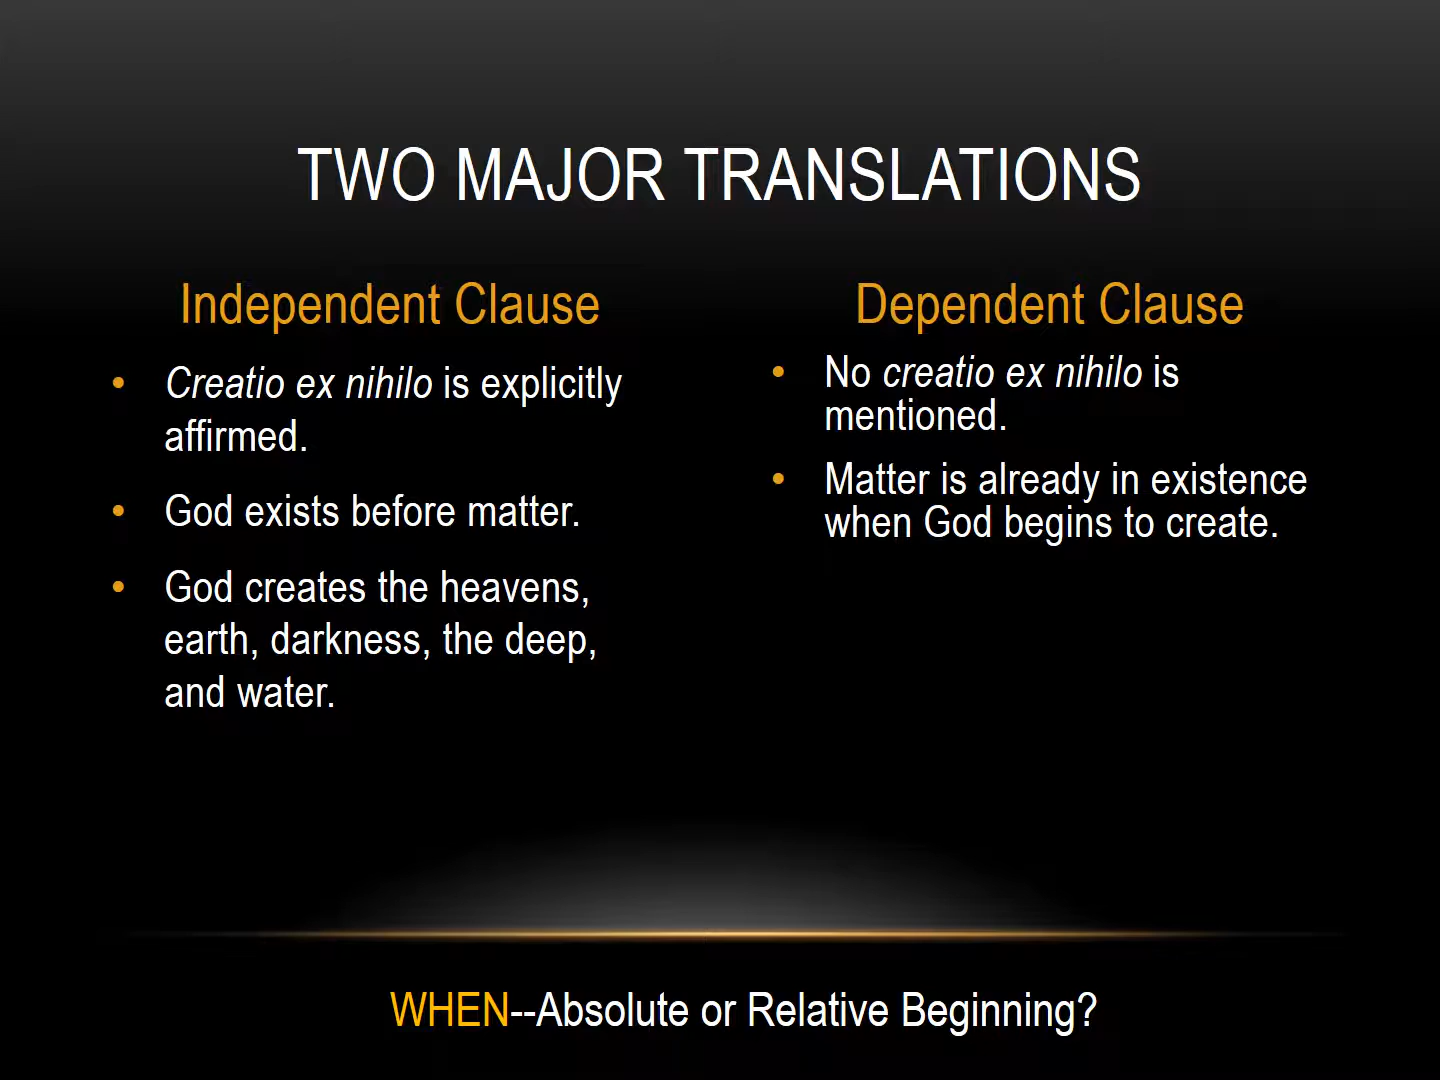 TWO MAJOR TRANSLATIONS
Independent Clause
• Creatio ex nihilo is explicitly
affirmed.
• God exists before matter.
• God creates the heavens,
earth, darkness, the deep,
and water.
Dependent Clause
• No creatio ex nihilo is
mentioned.
• Matter is already in existence
when God begins to create.
WHEN--Absolute or Relative Beginning?